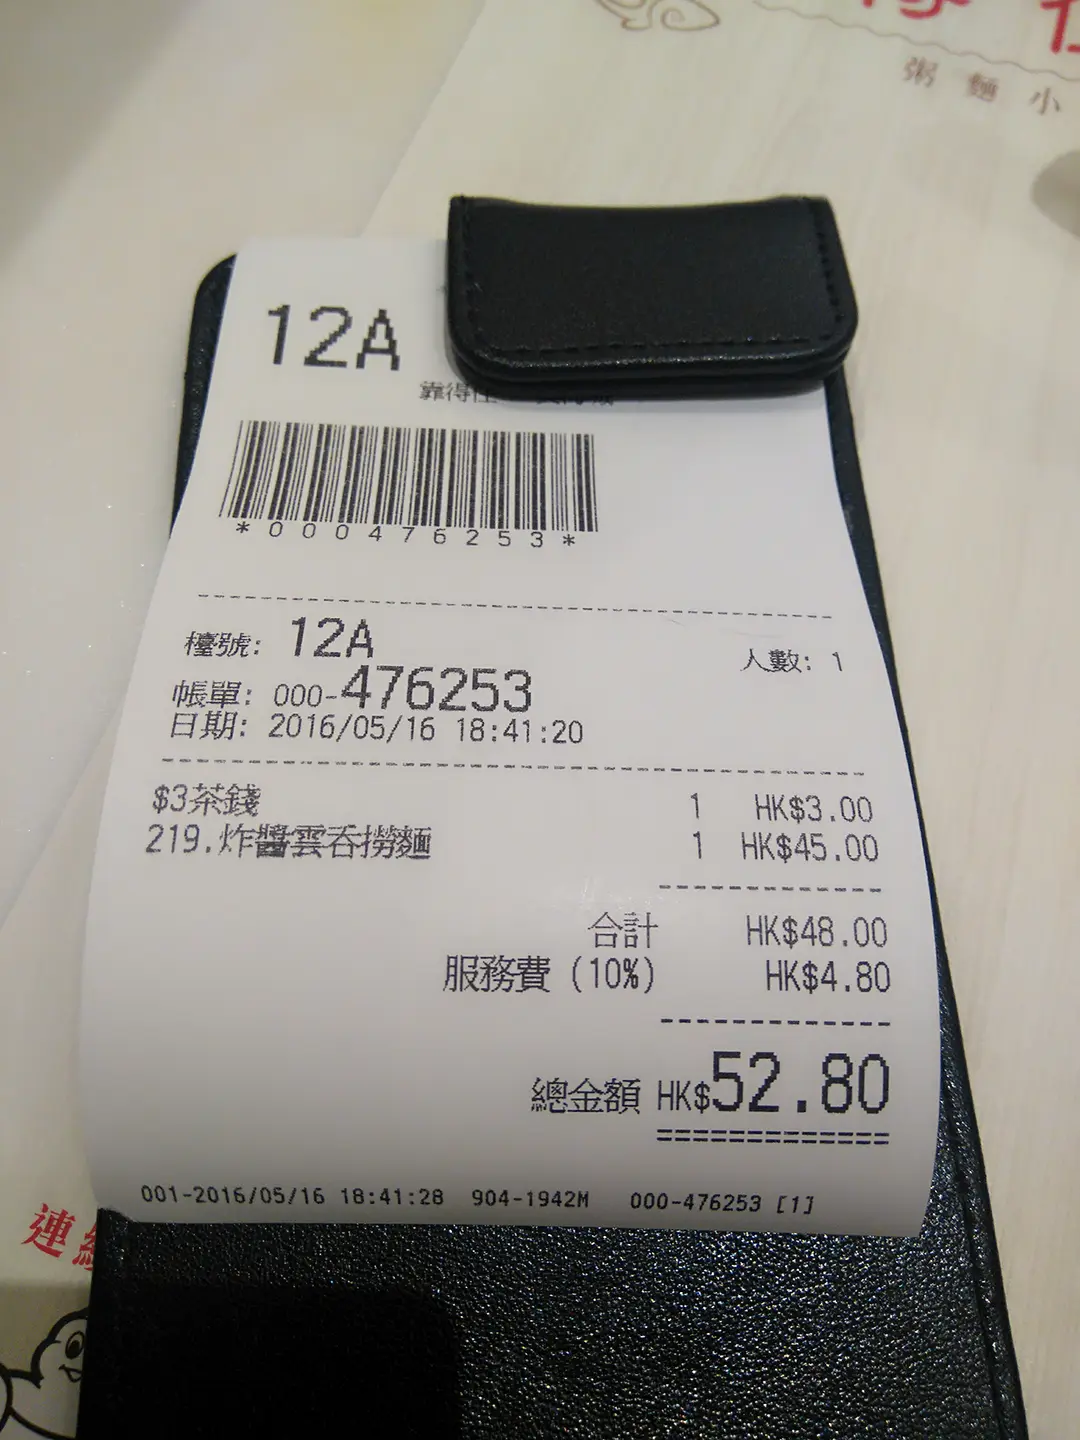 粥 麵 小
12A
靠得住
*000476253*
檯號: 12A
人數: 1
帳單: 000-476253
日期: 2016/05/16 18:41:20
$3茶錢 1 HK$3.00
219.炸醬雲吞撈麵 1 HK$45.00
合計 HK$48.00
服務費 (10%) HK$4.80
總金額 HK$52.80
001-2016/05/16 18:41:28 904-1942M 000-476253 [1]
連